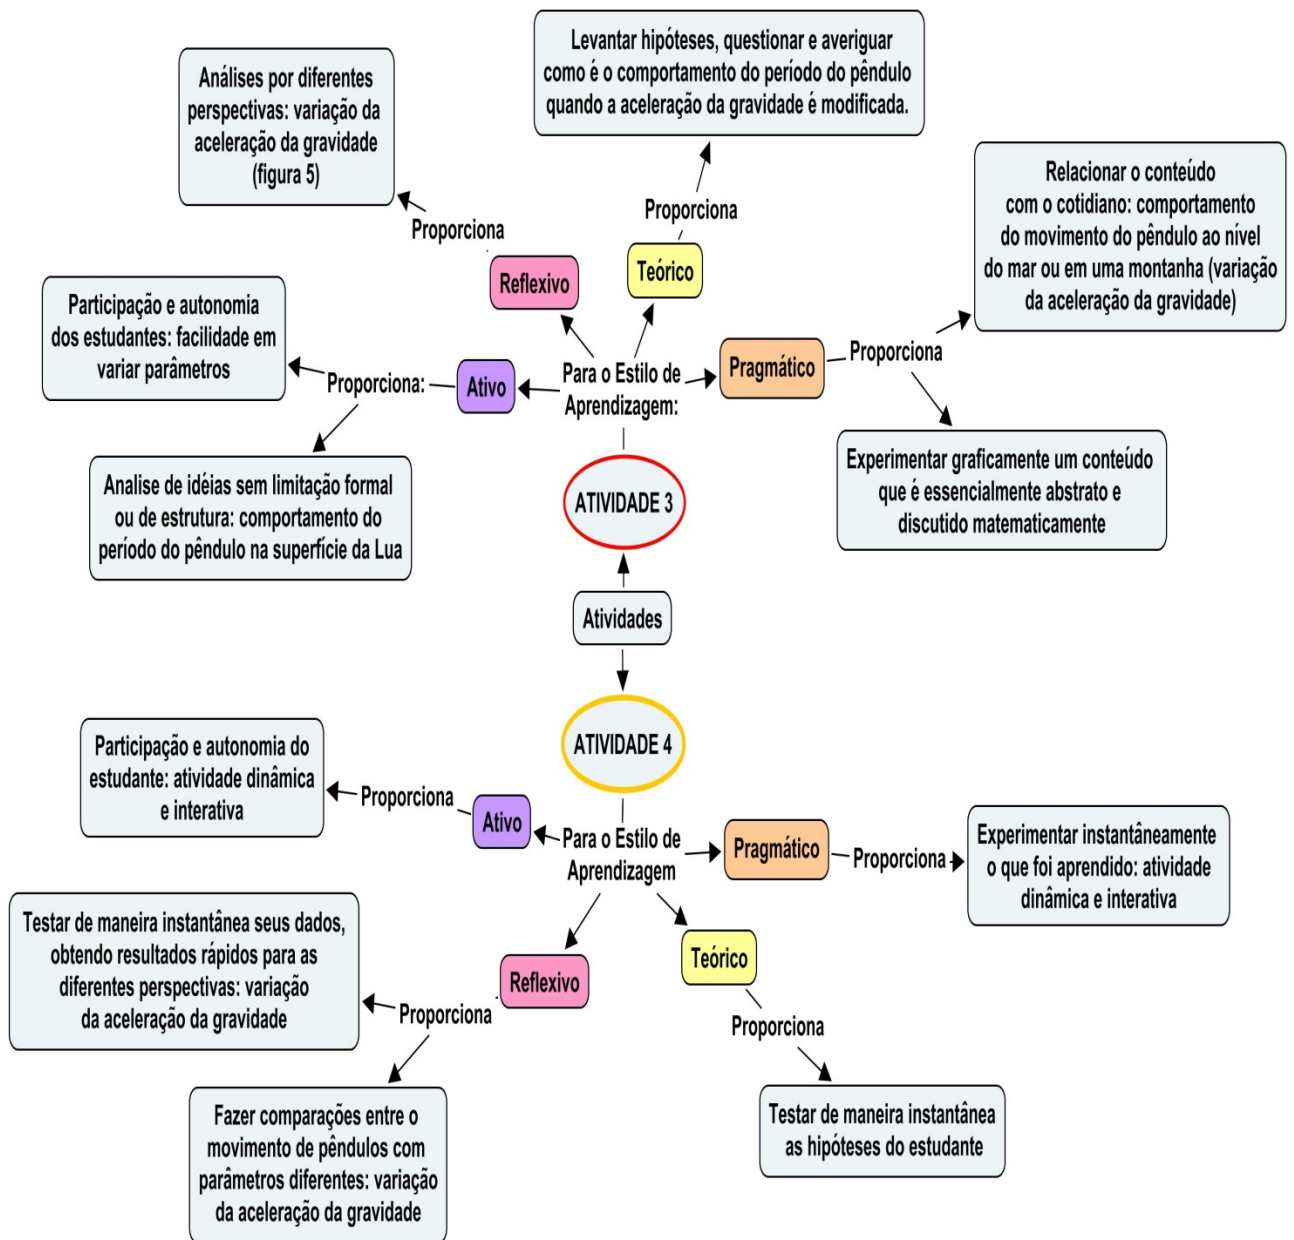 Levantar hipóteses, questionar e averiguar
como é o comportamento do período do pêndulo
quando a aceleração da gravidade é modificada.
Análises por diferentes
perspectivas: variação da
aceleração da gravidade
(figura 5)
Relacionar o conteúdo
com o cotidiano: comportamento
do movimento do pêndulo ao nível
do mar ou em uma montanha (variação
da aceleração da gravidade)
Proporciona
Proporciona
Reflexivo
Teórico
Participação e autonomia
dos estudantes: facilidade em
variar parâmetros
Proporciona:
Ativo
Para o Estilo de
Aprendizagem:
Pragmático
Proporciona
Analise de idéias sem limitação formal
ou de estrutura: comportamento do
período do pêndulo na superfície da Lua
Experimentar graficamente um conteúdo
que é essencialmente abstrato e
discutido matematicamente
ATIVIDADE 3
Atividades
ATIVIDADE 4
Participação e autonomia do
estudante: atividade dinâmica
e interativa
Proporciona
Ativo
Para o Estilo de
Aprendizagem
Pragmático
Proporciona
Experimentar instantâneamente
o que foi aprendido: atividade
dinâmica e interativa
Testar de maneira instantânea seus dados,
obtendo resultados rápidos para as
diferentes perspectivas: variação
da aceleração da gravidade
Proporciona
Reflexivo
Teórico
Proporciona
Fazer comparações entre o
movimento de pêndulos com
parâmetros diferentes: variação
da aceleração da gravidade
Testar de maneira instantânea
as hipóteses do estudante